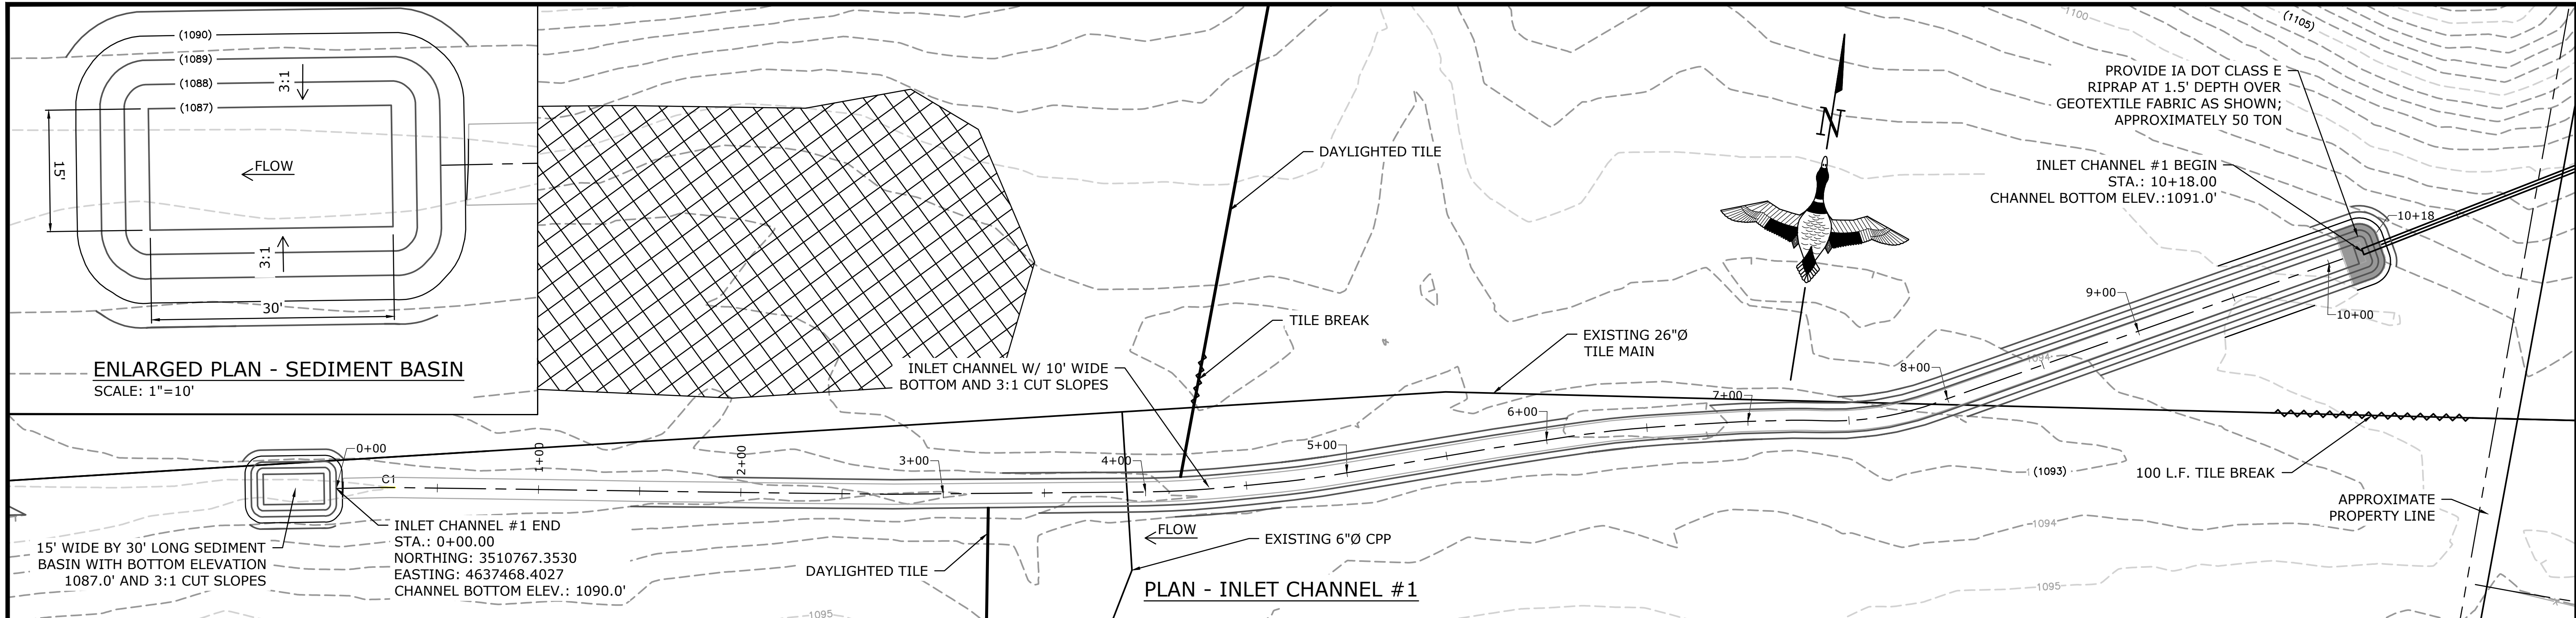 (1090)
(1089)
(1088)
(1087)
3:1
FLOW
3:1
15'
30'
ENLARGED PLAN - SEDIMENT BASIN
SCALE: 1"=10'
DAYLIGHTED TILE
TILE BREAK
INLET CHANNEL W/ 10' WIDE
BOTTOM AND 3:1 CUT SLOPES
EXISTING 26"Ø
TILE MAIN
N
1100
(1105)
PROVIDE IA DOT CLASS E
RIPRAP AT 1.5' DEPTH OVER
GEOTEXTILE FABRIC AS SHOWN;
APPROXIMATELY 50 TON
INLET CHANNEL #1 BEGIN
STA.: 10+18.00
CHANNEL BOTTOM ELEV.:1091.0'
10+18
10+00
9+00
1094
8+00
7+00
6+00
5+00
4+00
3+00
2+00
1+00
0+00
C1
INLET CHANNEL #1 END
STA.: 0+00.00
NORTHING: 3510767.3530
EASTING: 4637468.4027
CHANNEL BOTTOM ELEV.: 1090.0'
15' WIDE BY 30' LONG SEDIMENT
BASIN WITH BOTTOM ELEVATION
1087.0' AND 3:1 CUT SLOPES
DAYLIGHTED TILE
FLOW
EXISTING 6"Ø CPP
PLAN - INLET CHANNEL #1
(1093)
100 L.F. TILE BREAK
APPROXIMATE
PROPERTY LINE
1094
1095
1095